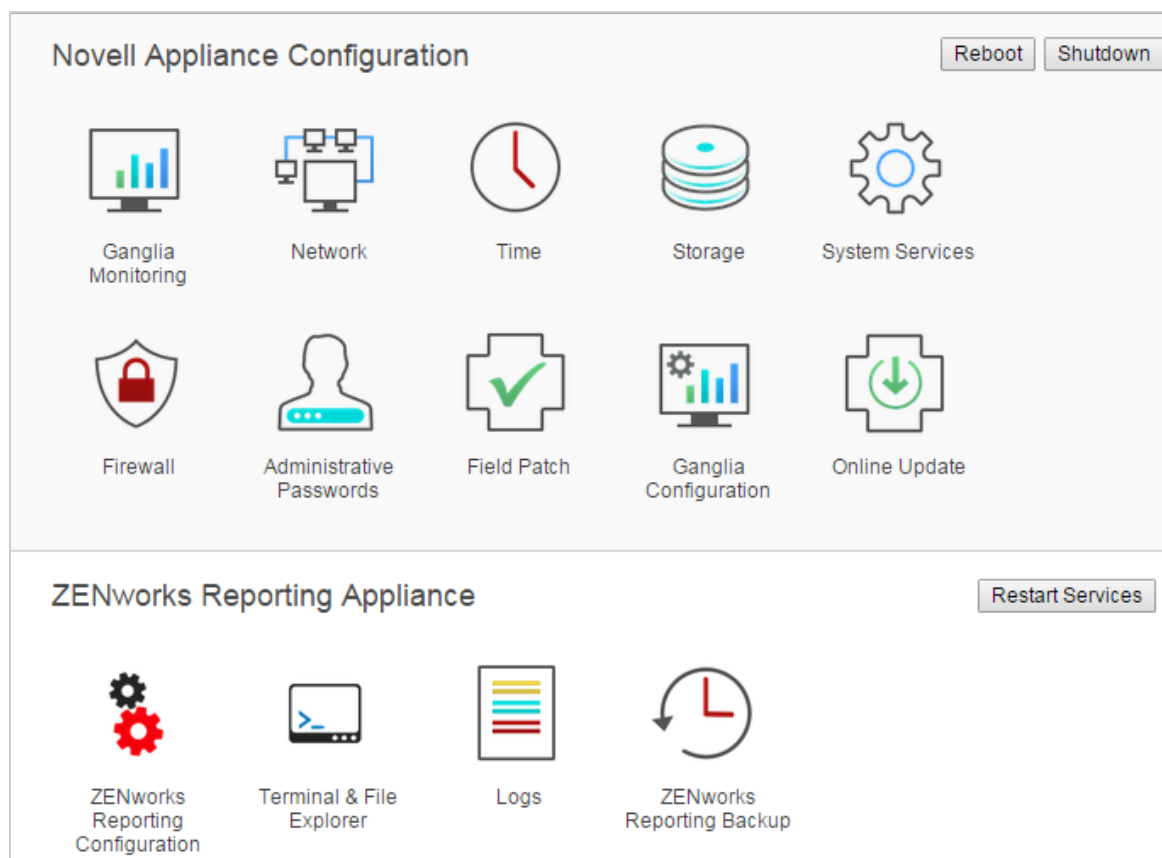 Novell Appliance Configuration
Reboot
Shutdown
Ganglia
Monitoring
Network
Time
Storage
System Services
Firewall
Administrative
Passwords
Field Patch
Ganglia
Configuration
Online Update
ZENworks Reporting Appliance
Restart Services
ZENworks
Reporting
Configuration
Terminal & File
Explorer
Logs
ZENworks
Reporting Backup